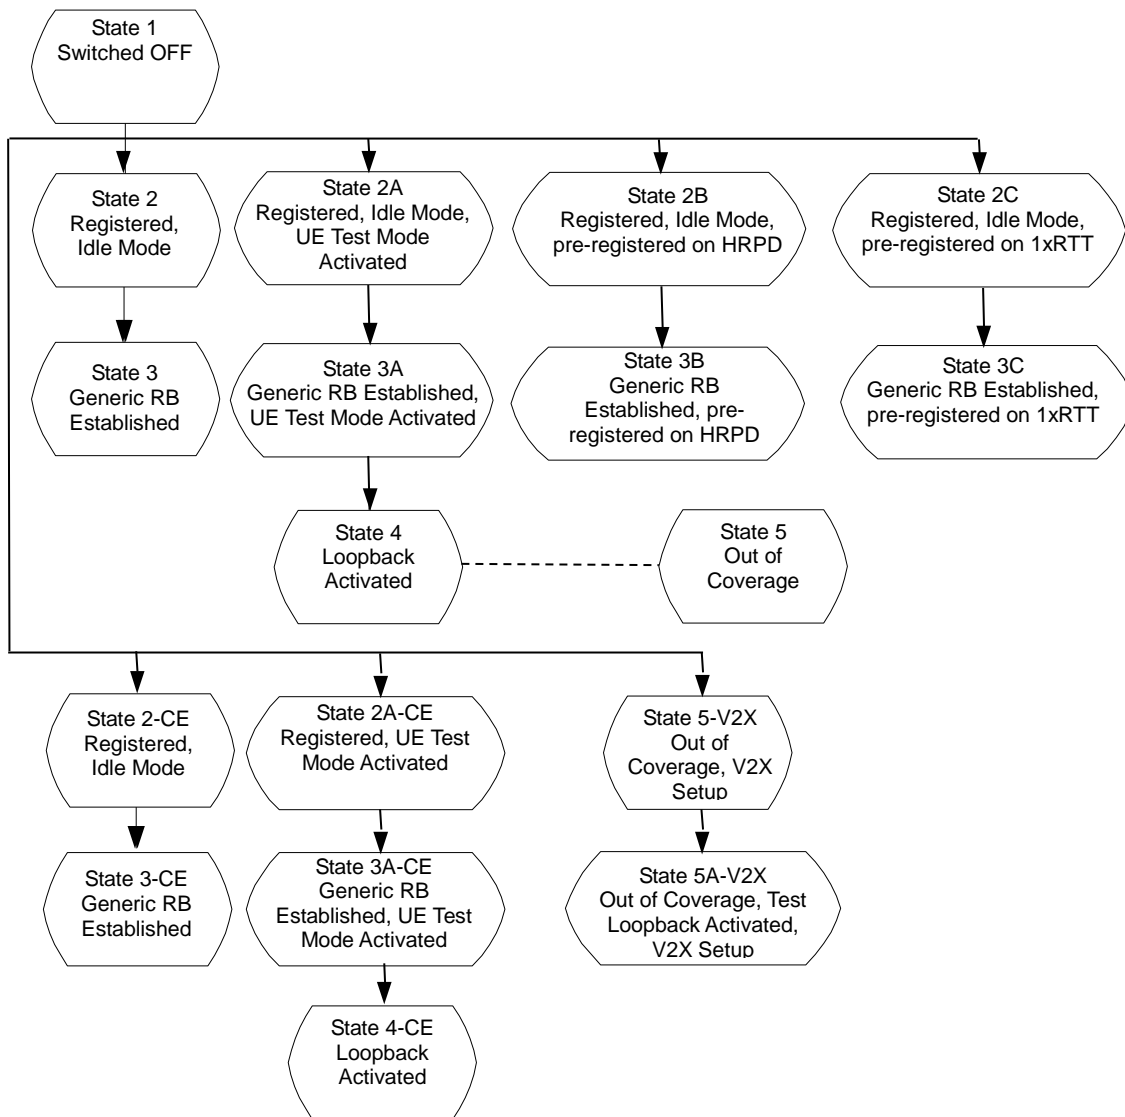 State 1
Switched OFF
State 2
Registered,
Idle Mode
State 2A
Registered, Idle Mode,
UE Test Mode
Activated
State 2B
Registered, Idle Mode,
pre-registered on HRPD
State 2C
Registered, Idle Mode,
pre-registered on 1xRTT
State 3
Generic RB
Established
State 3A
Generic RB Established,
UE Test Mode Activated
State 3B
Generic RB
Established, pre-
registered on HRPD
State 3C
Generic RB Established,
pre-registered on 1xRTT
State 4
Loopback
Activated
State 5
Out of
Coverage
State 2-CE
Registered,
Idle Mode
State 2A-CE
Registered, UE Test
Mode Activated
State 5-V2X
Out of
Coverage, V2X
Setup
State 3-CE
Generic RB
Established
State 3A-CE
Generic RB
Established, UE Test
Mode Activated
State 5A-V2X
Out of Coverage, Test
Loopback Activated,
V2X Setup
State 4-CE
Loopback
Activated